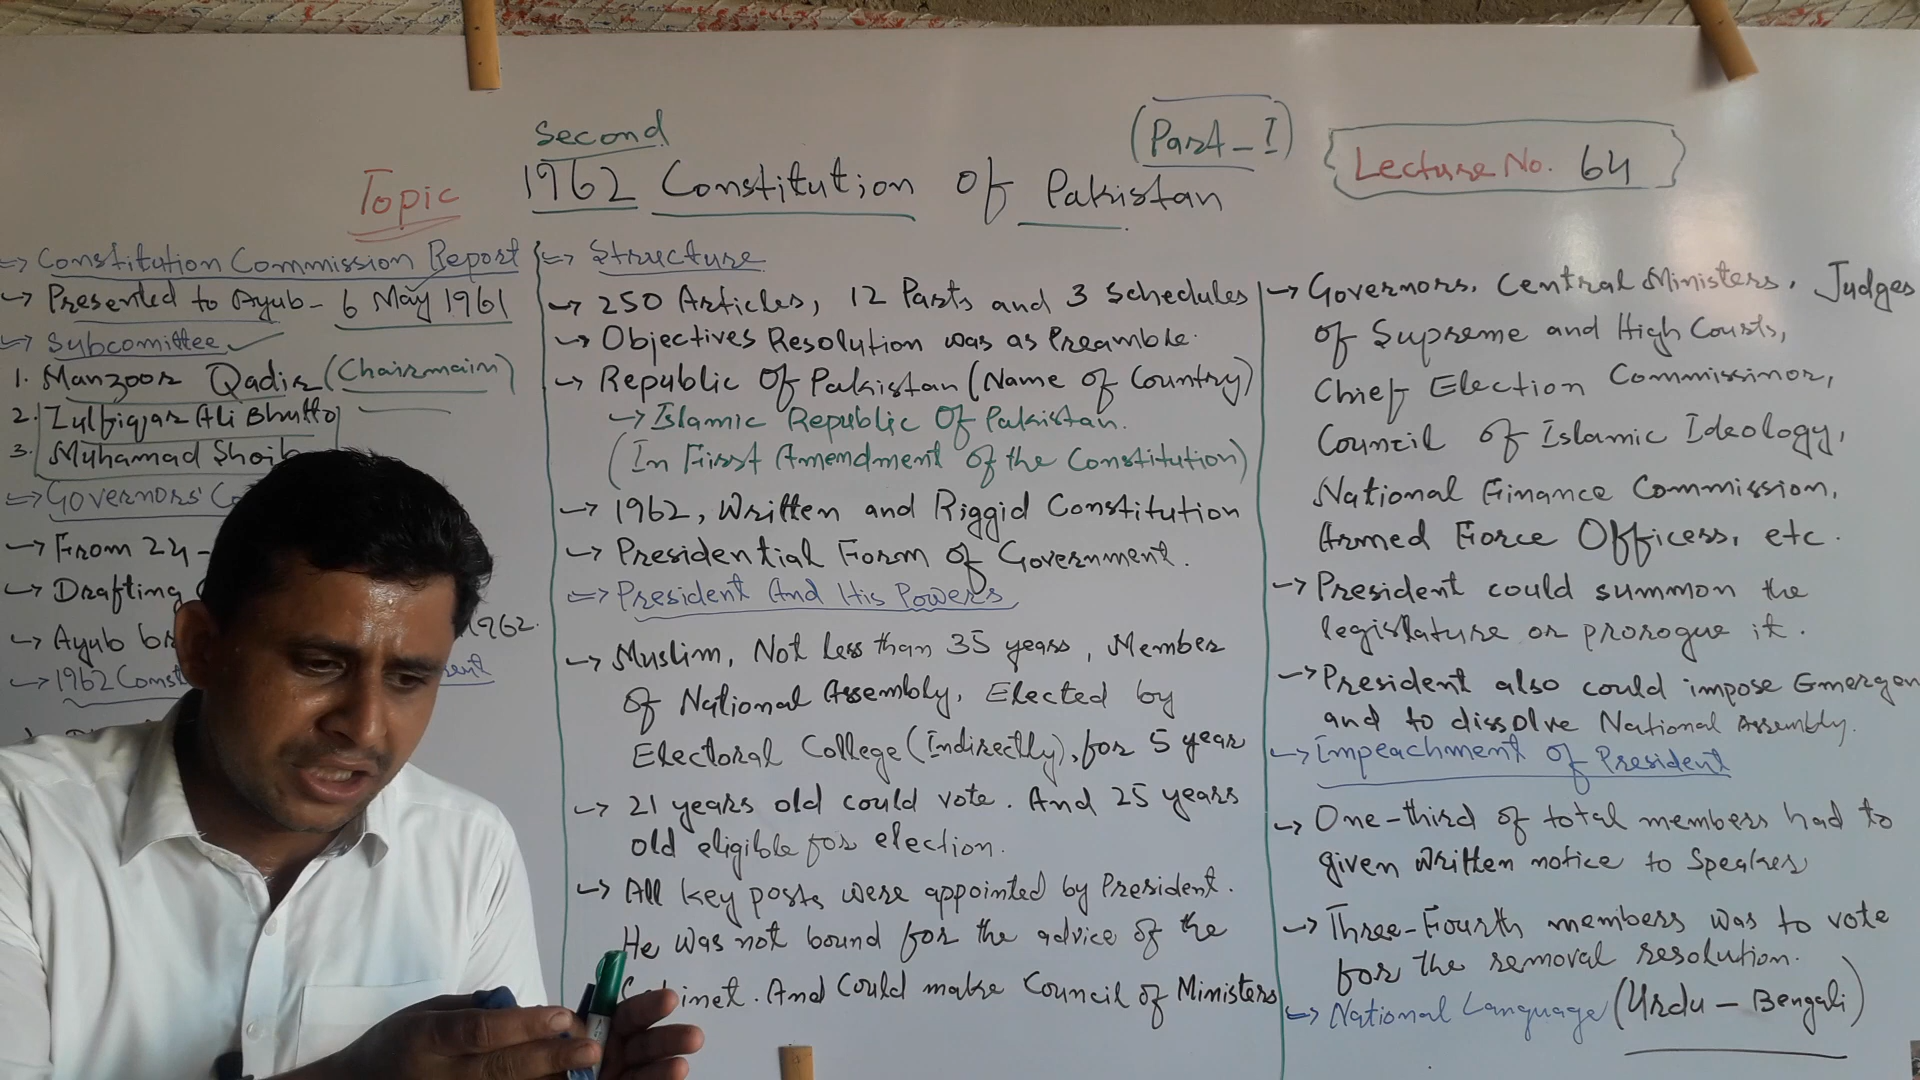 Second
(Part-I)
Topic
1962 Constitution of Pakistan
Lecture No. 64
=> Constitution Commission Report
-> Presented to Ayub - 6 May 1961
-> Subcomittee
1. Manzoor Qadir (Chairmain)
2. Zulfiqar Ali Bhutto
3. Muhamad Shoib
=> Governors'
-> From 24-
-> Drafting
-> Ayub 1962.
-> 1962
=> Structure
-> 250 Articles, 12 Parts and 3 Schedules
-> Objectives Resolution was as Preamble.
-> Republic Of Pakistan (Name of Country)
-> Islamic Republic Of Pakistan.
(In First Amendment of the Constitution)
-> 1962, Written and Riggid Constitution
-> Presidential Form of Government.
=> President And His Powers
-> Muslim, Not less than 35 years, Member
of National Assembly, Elected by
Electoral College (Indirectly), for 5 year
-> 21 years old could vote. And 25 years
old eligible for election.
-> All key posts were appointed by President.
He was not bound for the advice of the
And Could make Council of Ministers
-> Governors, Central Ministers, Judges
of Supreme and High Courts,
Chief Election Commissinor,
Council of Islamic Ideology,
National Finance Commission,
Armed Force Officers, etc.
-> President could summon the
legislature or prorogue it.
-> President also could impose Emergen
and to dissolve National Assembly.
-> Impeachment of President
-> One-third of total members had to
given written notice to Speaker
-> Three-Fourth members was to vote
for the removal resolution.
-> National Language (Urdu - Bengali)